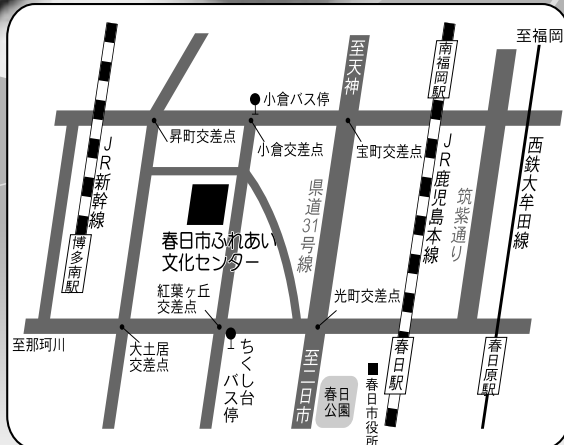 至福岡
至天神
南福岡駅
小倉バス停
昇町交差点
小倉交差点
宝町交差点
JR新幹線
JR鹿児島本線
西鉄大牟田線
県道31号線
筑紫通り
春日市ふれあい
文化センター
博多南駅
紅葉ヶ丘
交差点
光町交差点
至那珂川
大土居
交差点
ちくし台
バス停
至二日市
春日
公園
春日市役所
春日駅
春日原駅